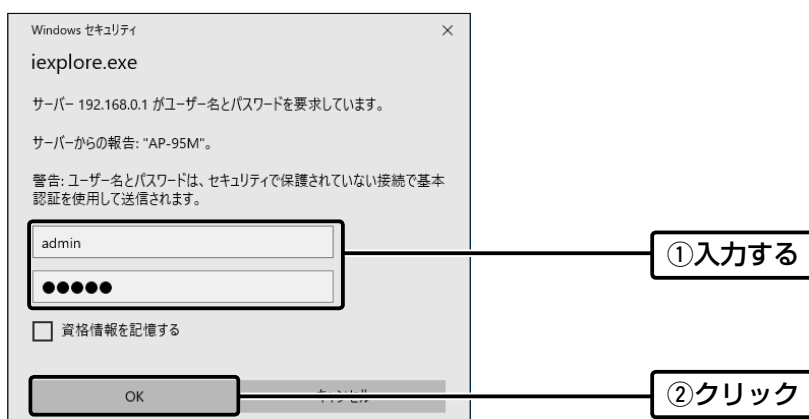 Windows セキュリティ
iexplore.exe
サーバー 192.168.0.1 がユーザー名とパスワードを要求しています。
サーバーからの報告: "AP-95M"。
警告: ユーザー名とパスワードは、セキュリティで保護されていない接続で基本
認証を使用して送信されます。
admin
●●●●●
①入力する
資格情報を記憶する
OK
キャンセル
②クリック